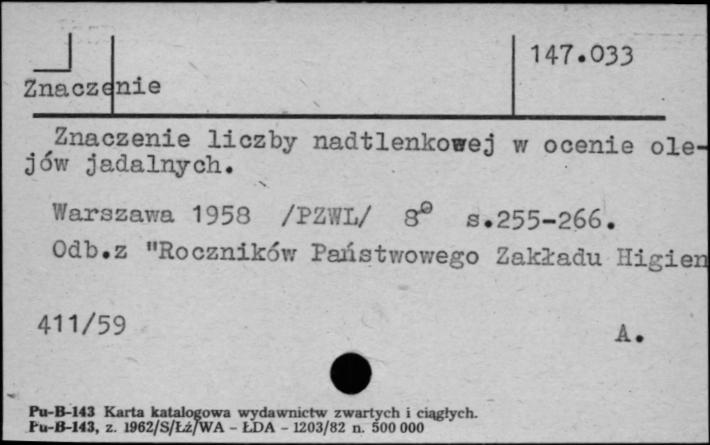 147.033
Znaczenie
Znaczenie liczby nadtlenkowej w ocenie ole-
jów jadalnych.
Warszawa 1958 /PZWL/ 8⁰ s.255-266.
Odb.z "Roczników Państwowego Zakładu Higien
411/59
A.
Pu-B-143 Karta katalogowa wydawnictw zwartych i ciągłych.
Pu-B-143, z. 1962/S/Łż/WA - ŁDA - 1203/82 n. 500 000